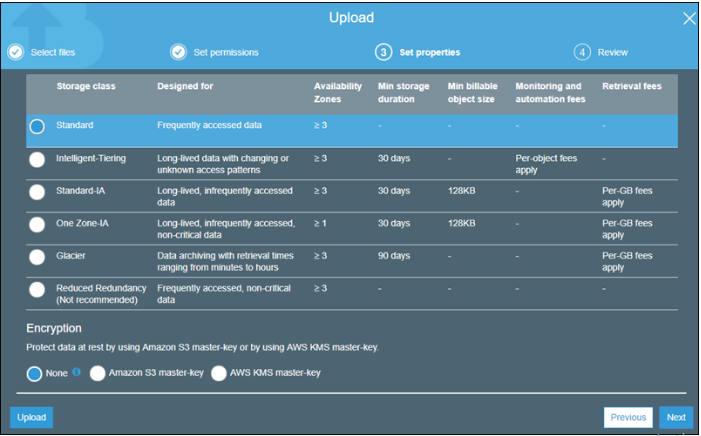 Upload
Select files
Set permissions
3 Set properties
4 Review
Storage class Designed for Availability Zones Min storage duration Min billable object size Monitoring and automation fees Retrieval fees
Standard Frequently accessed data ≥ 3 - - - -
Intelligent-Tiering Long-lived data with changing or unknown access patterns ≥ 3 30 days - Per-object fees apply -
Standard-IA Long-lived, infrequently accessed data ≥ 3 30 days 128KB - Per-GB fees apply
One Zone-IA Long-lived, infrequently accessed, non-critical data ≥ 1 30 days 128KB - Per-GB fees apply
Glacier Data archiving with retrieval times ranging from minutes to hours ≥ 3 90 days - - Per-GB fees apply
Reduced Redundancy (Not recommended) Frequently accessed, non-critical data ≥ 3 - - - -
Encryption
Protect data at rest by using Amazon S3 master-key or by using AWS KMS master-key.
None Amazon S3 master-key AWS KMS master-key
Upload Previous Next